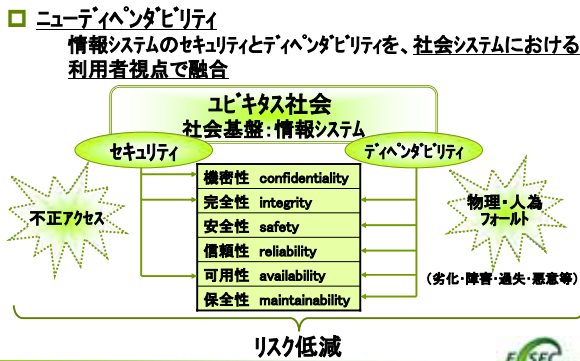 ニューディペンダビリティ
情報システムのセキュリティとディペンダビリティを、社会システムにおける
利用者視点で融合
ユビキタス社会
社会基盤：情報システム
セキュリティ
ディペンダビリティ
機密性 confidentiality
完全性 integrity
安全性 safety
信頼性 reliability
可用性 availability
保全性 maintainability
不正アクセス
物理・人為
フォールト
（劣化・障害・過失・悪意等）
リスク低減